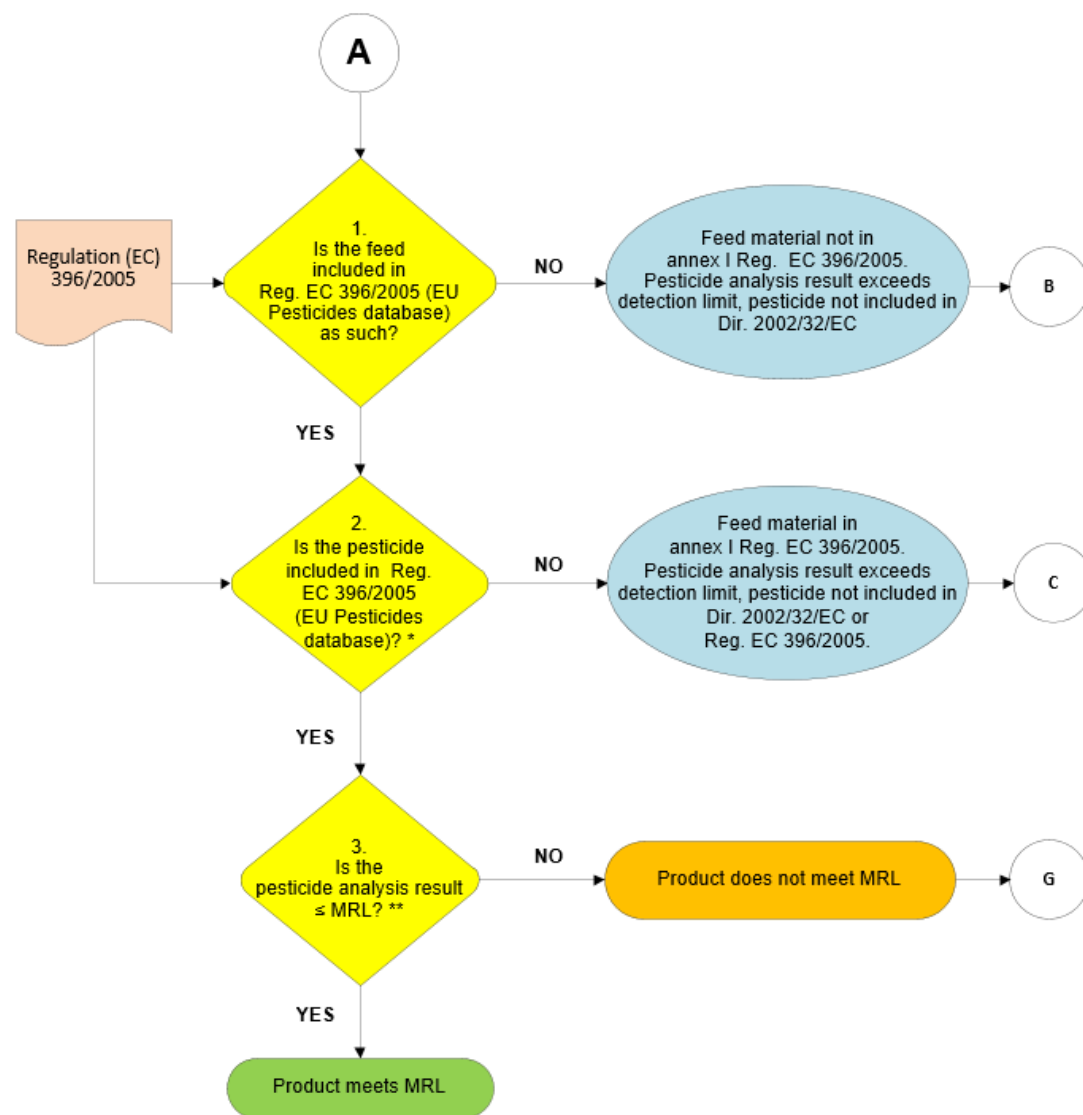 A
Regulation (EC)
396/2005
1.
Is the feed
included in
Reg. EC 396/2005 (EU
Pesticides database)
as such?
NO
Feed material not in
annex I Reg. EC 396/2005.
Pesticide analysis result exceeds
detection limit, pesticide not included in
Dir. 2002/32/EC
B
YES
2.
Is the pesticide
included in Reg.
EC 396/2005
(EU Pesticides
database)? *
NO
Feed material in
annex I Reg. EC 396/2005.
Pesticide analysis result exceeds
detection limit, pesticide not included in
Dir. 2002/32/EC or
Reg. EC 396/2005.
C
YES
3.
Is the
pesticide analysis result
≤ MRL? **
NO
Product does not meet MRL
G
YES
Product meets MRL